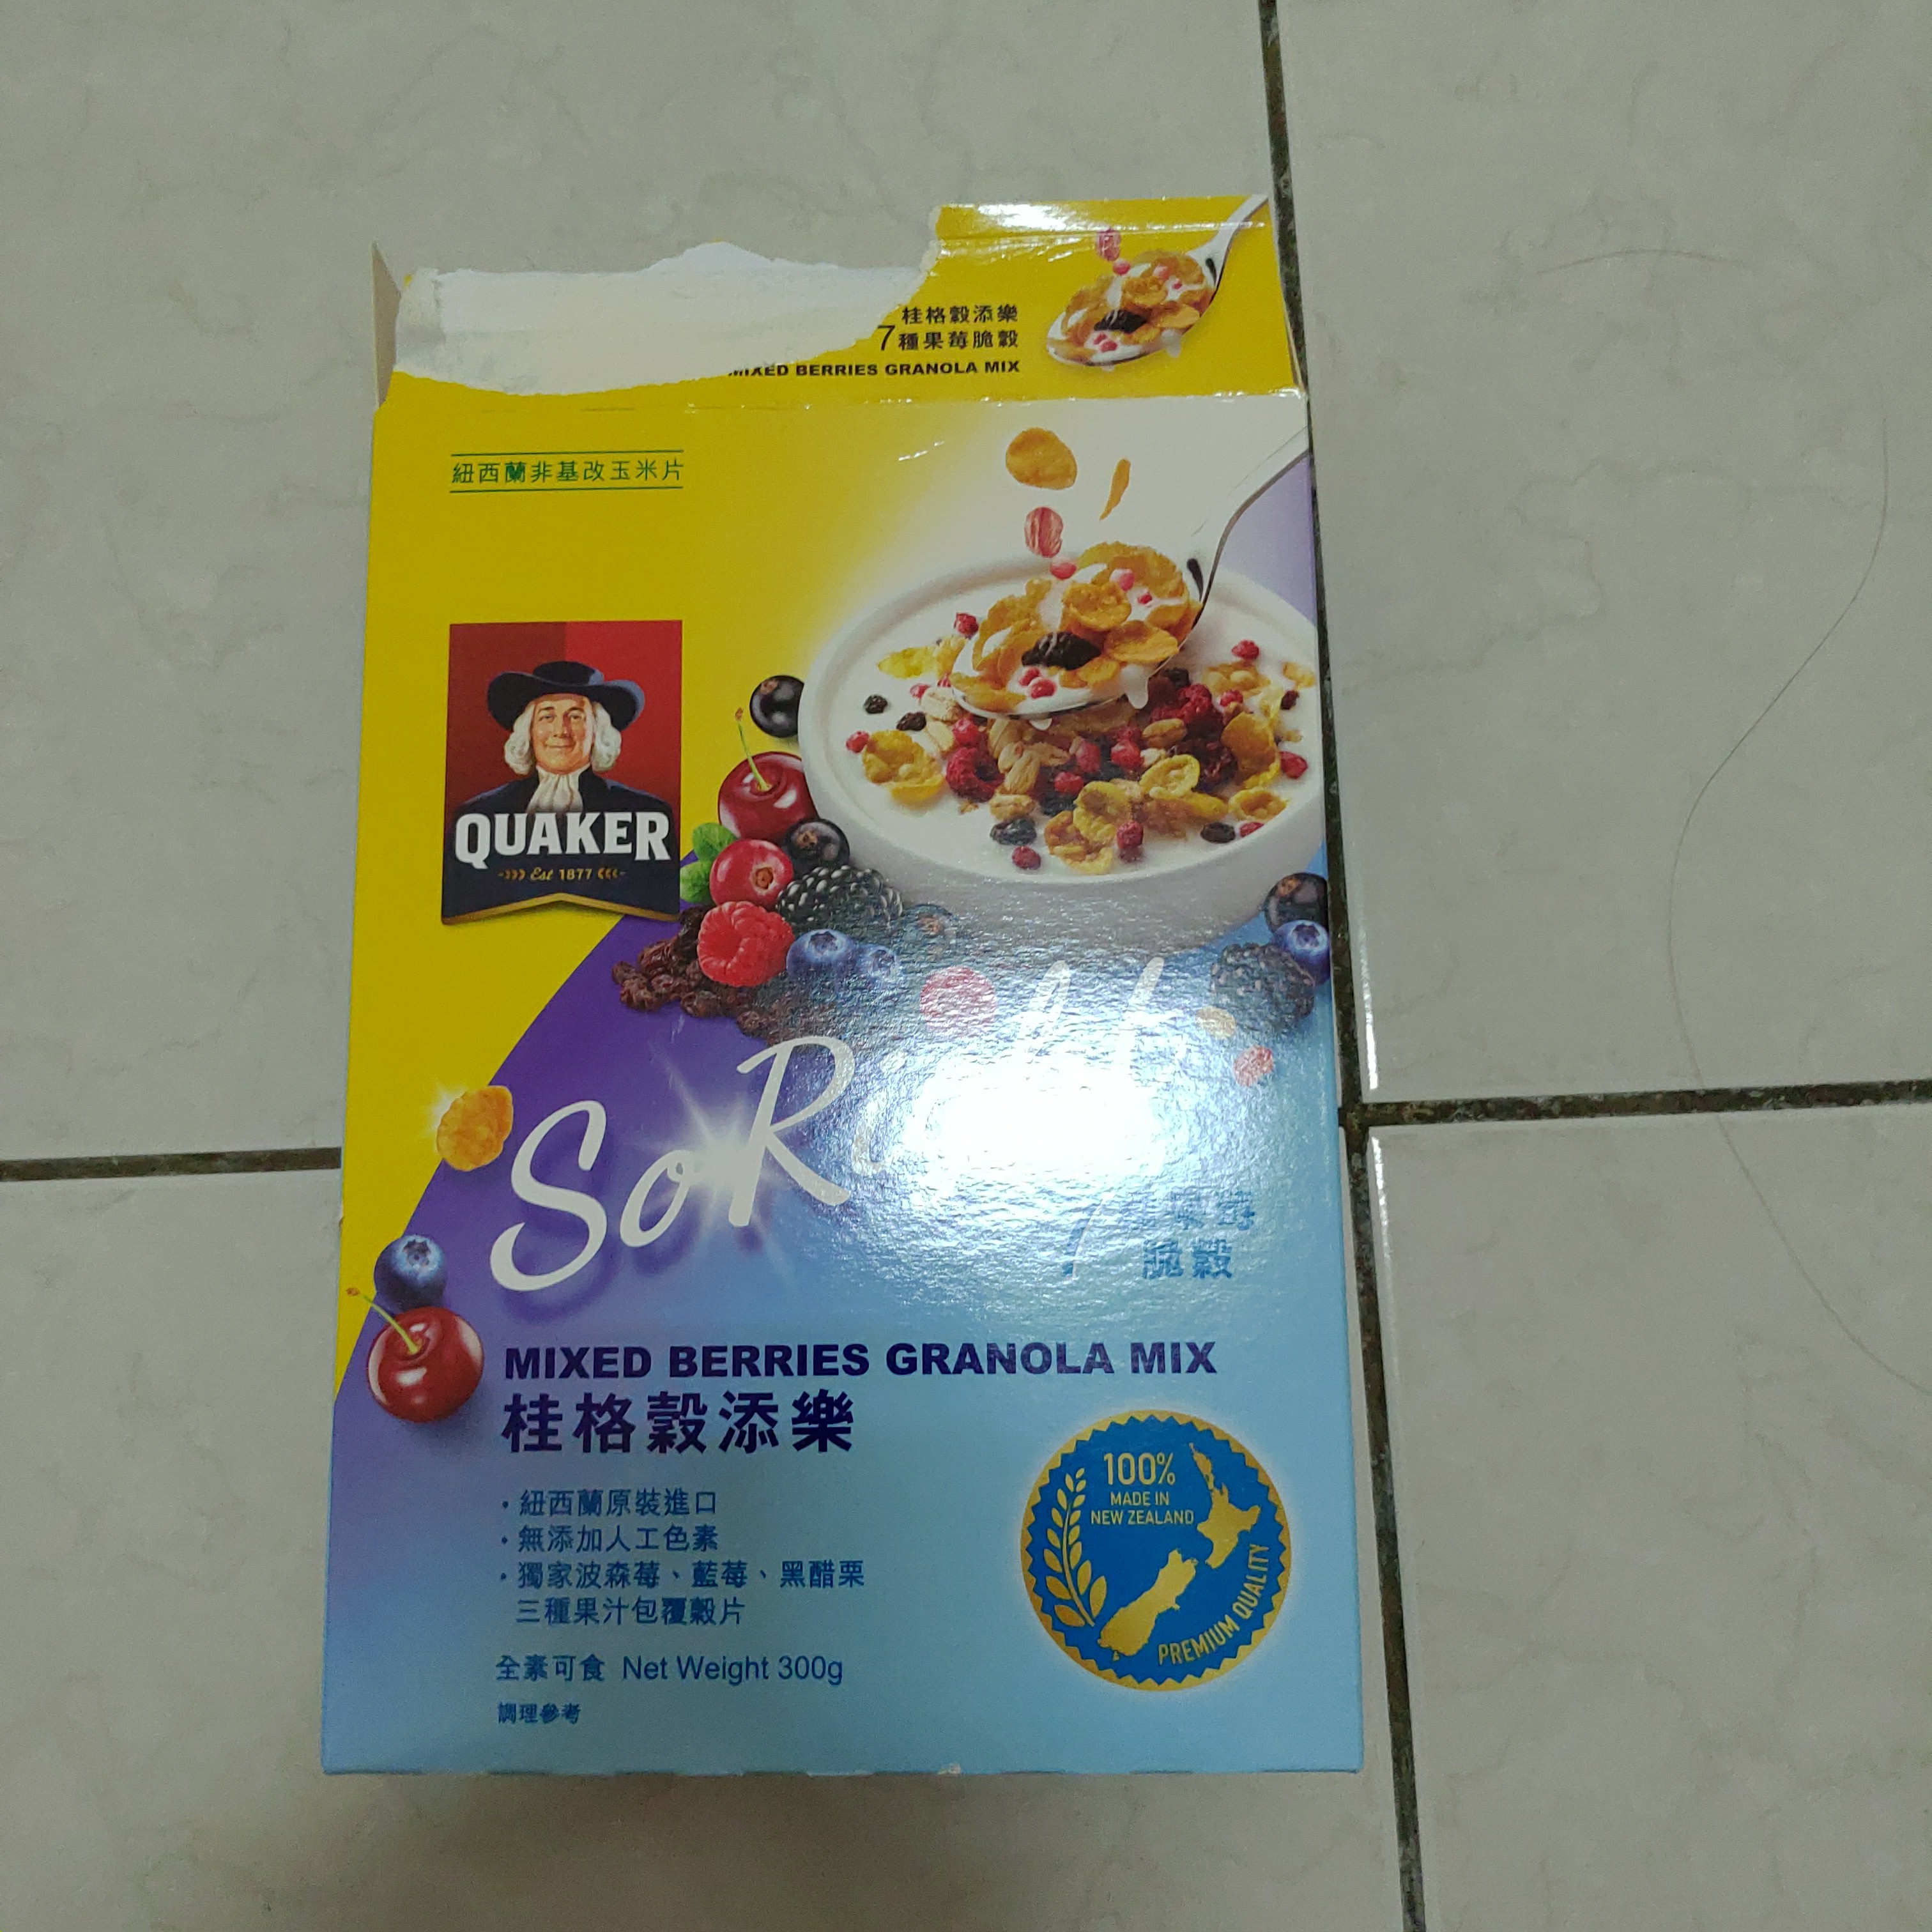 桂格穀添樂
7種果莓脆穀
BERRIES GRANOLA MIX
紐西蘭非基改玉米片
QUAKER
Est 1877
So
7
脆穀
MIXED BERRIES GRANOLA MIX
桂格穀添樂
・紐西蘭原裝進口
・無添加人工色素
・獨家波森莓、藍莓、黑醋栗
三種果汁包覆穀片
全素可食 Net Weight 300g
調理參考
100%
MADE IN
NEW ZEALAND
PREMIUM QUALITY